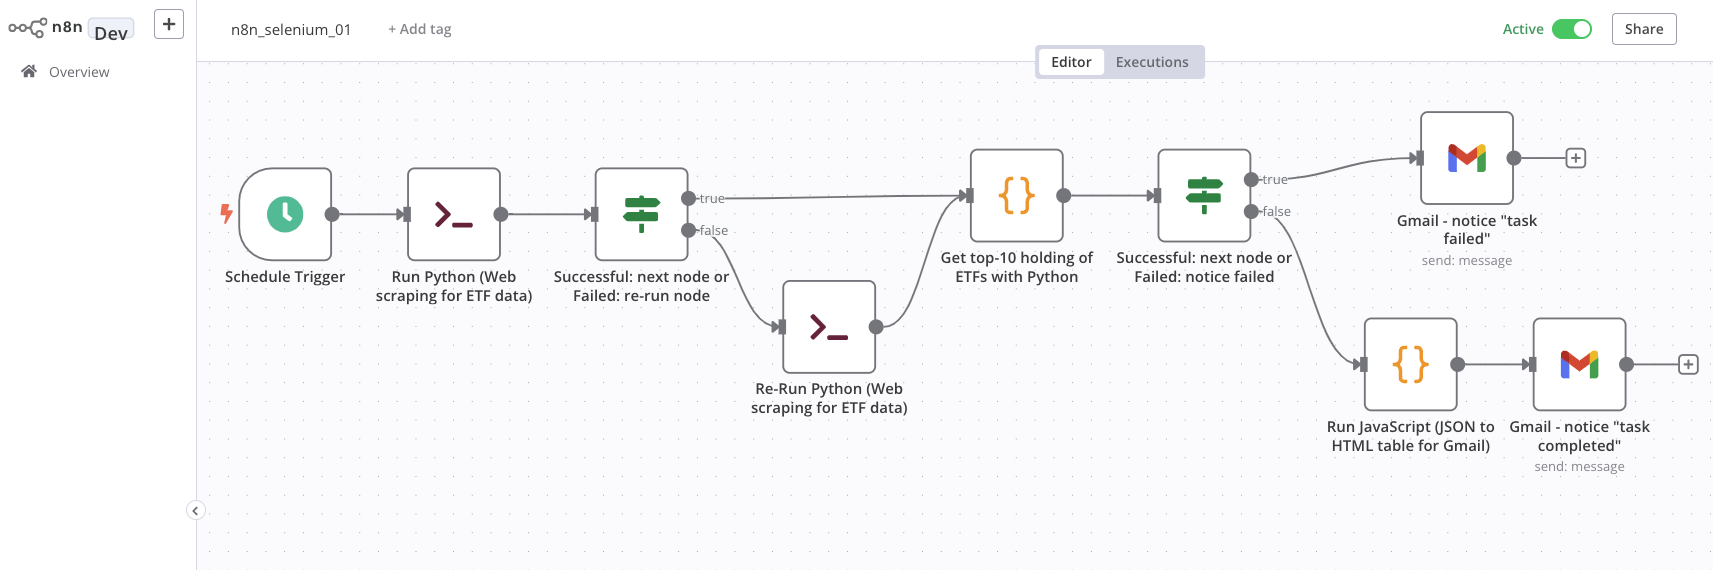 n8n Dev
+
n8n_selenium_01
+ Add tag
Active
Share
Overview
Editor
Executions
Schedule Trigger
Run Python (Web
scraping for ETF data)
true
false
Successful: next node or
Failed: re-run node
Re-Run Python (Web
scraping for ETF data)
Get top-10 holding of
ETFs with Python
true
false
Successful: next node or
Failed: notice failed
Gmail - notice "task
failed"
send: message
Run JavaScript (JSON to
HTML table for Gmail)
Gmail - notice "task
completed"
send: message